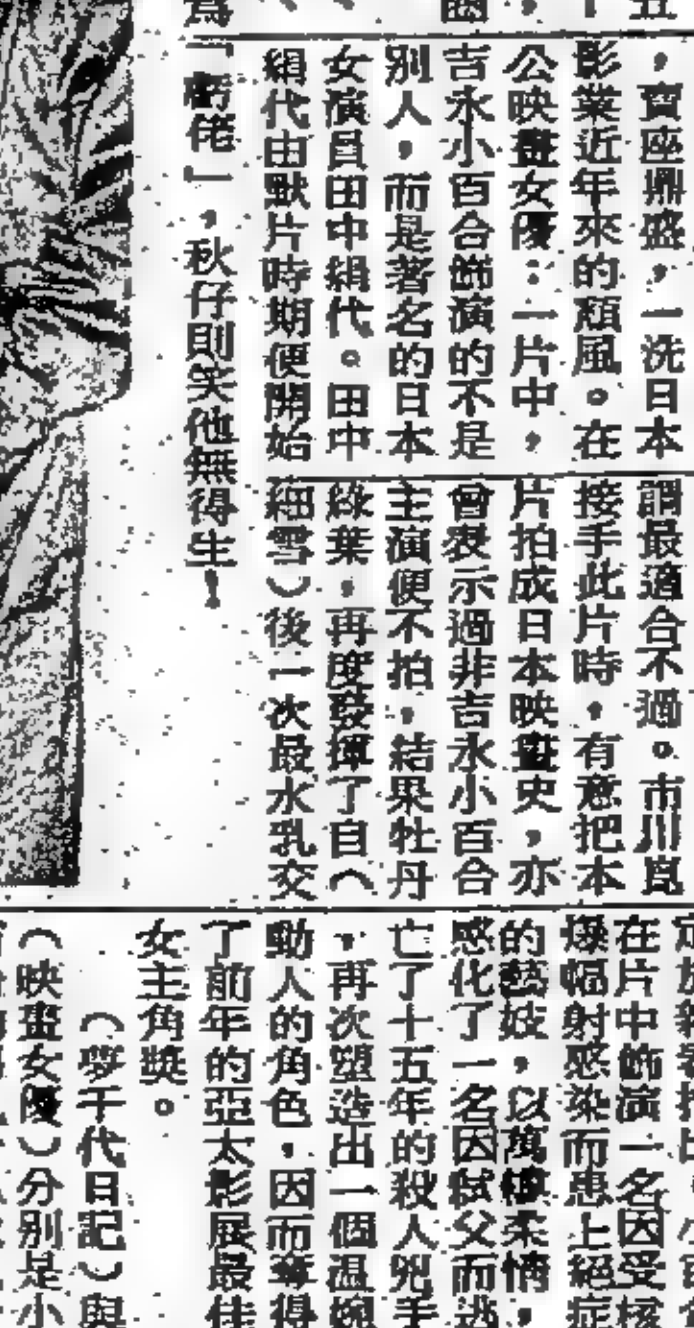 ，賣座鼎盛，一洗日本
影業近年來的頹風。在
公映畫女優：一片中，
吉永小百合飾演的不是
別人，而是著名的日本
女演員田中絹代。田中
絹代由默片時期便開始
爲「
佬」，秋仔則笑他無得生！
謂最適合不過。市川崑
接手此片時，有意把本
片拍成日本映畫史，亦
曾表示過非吉永小百合
主演便不拍，結果牡丹
綠葉，再度發揮了自（
細雪）後一次最水乳交
在片中飾演一名因受核
爆幅射感染而患上絕症
的藝妓，以萬縷柔情，
感化了一名因弒父而逃
亡了十五年的殺人兇手
，再次塑造出一個溫婉
動人的角色，因而奪得
了前年的亞太影展最佳
女主角獎。
（夢千代日記）與
（映畫女優）分別是小